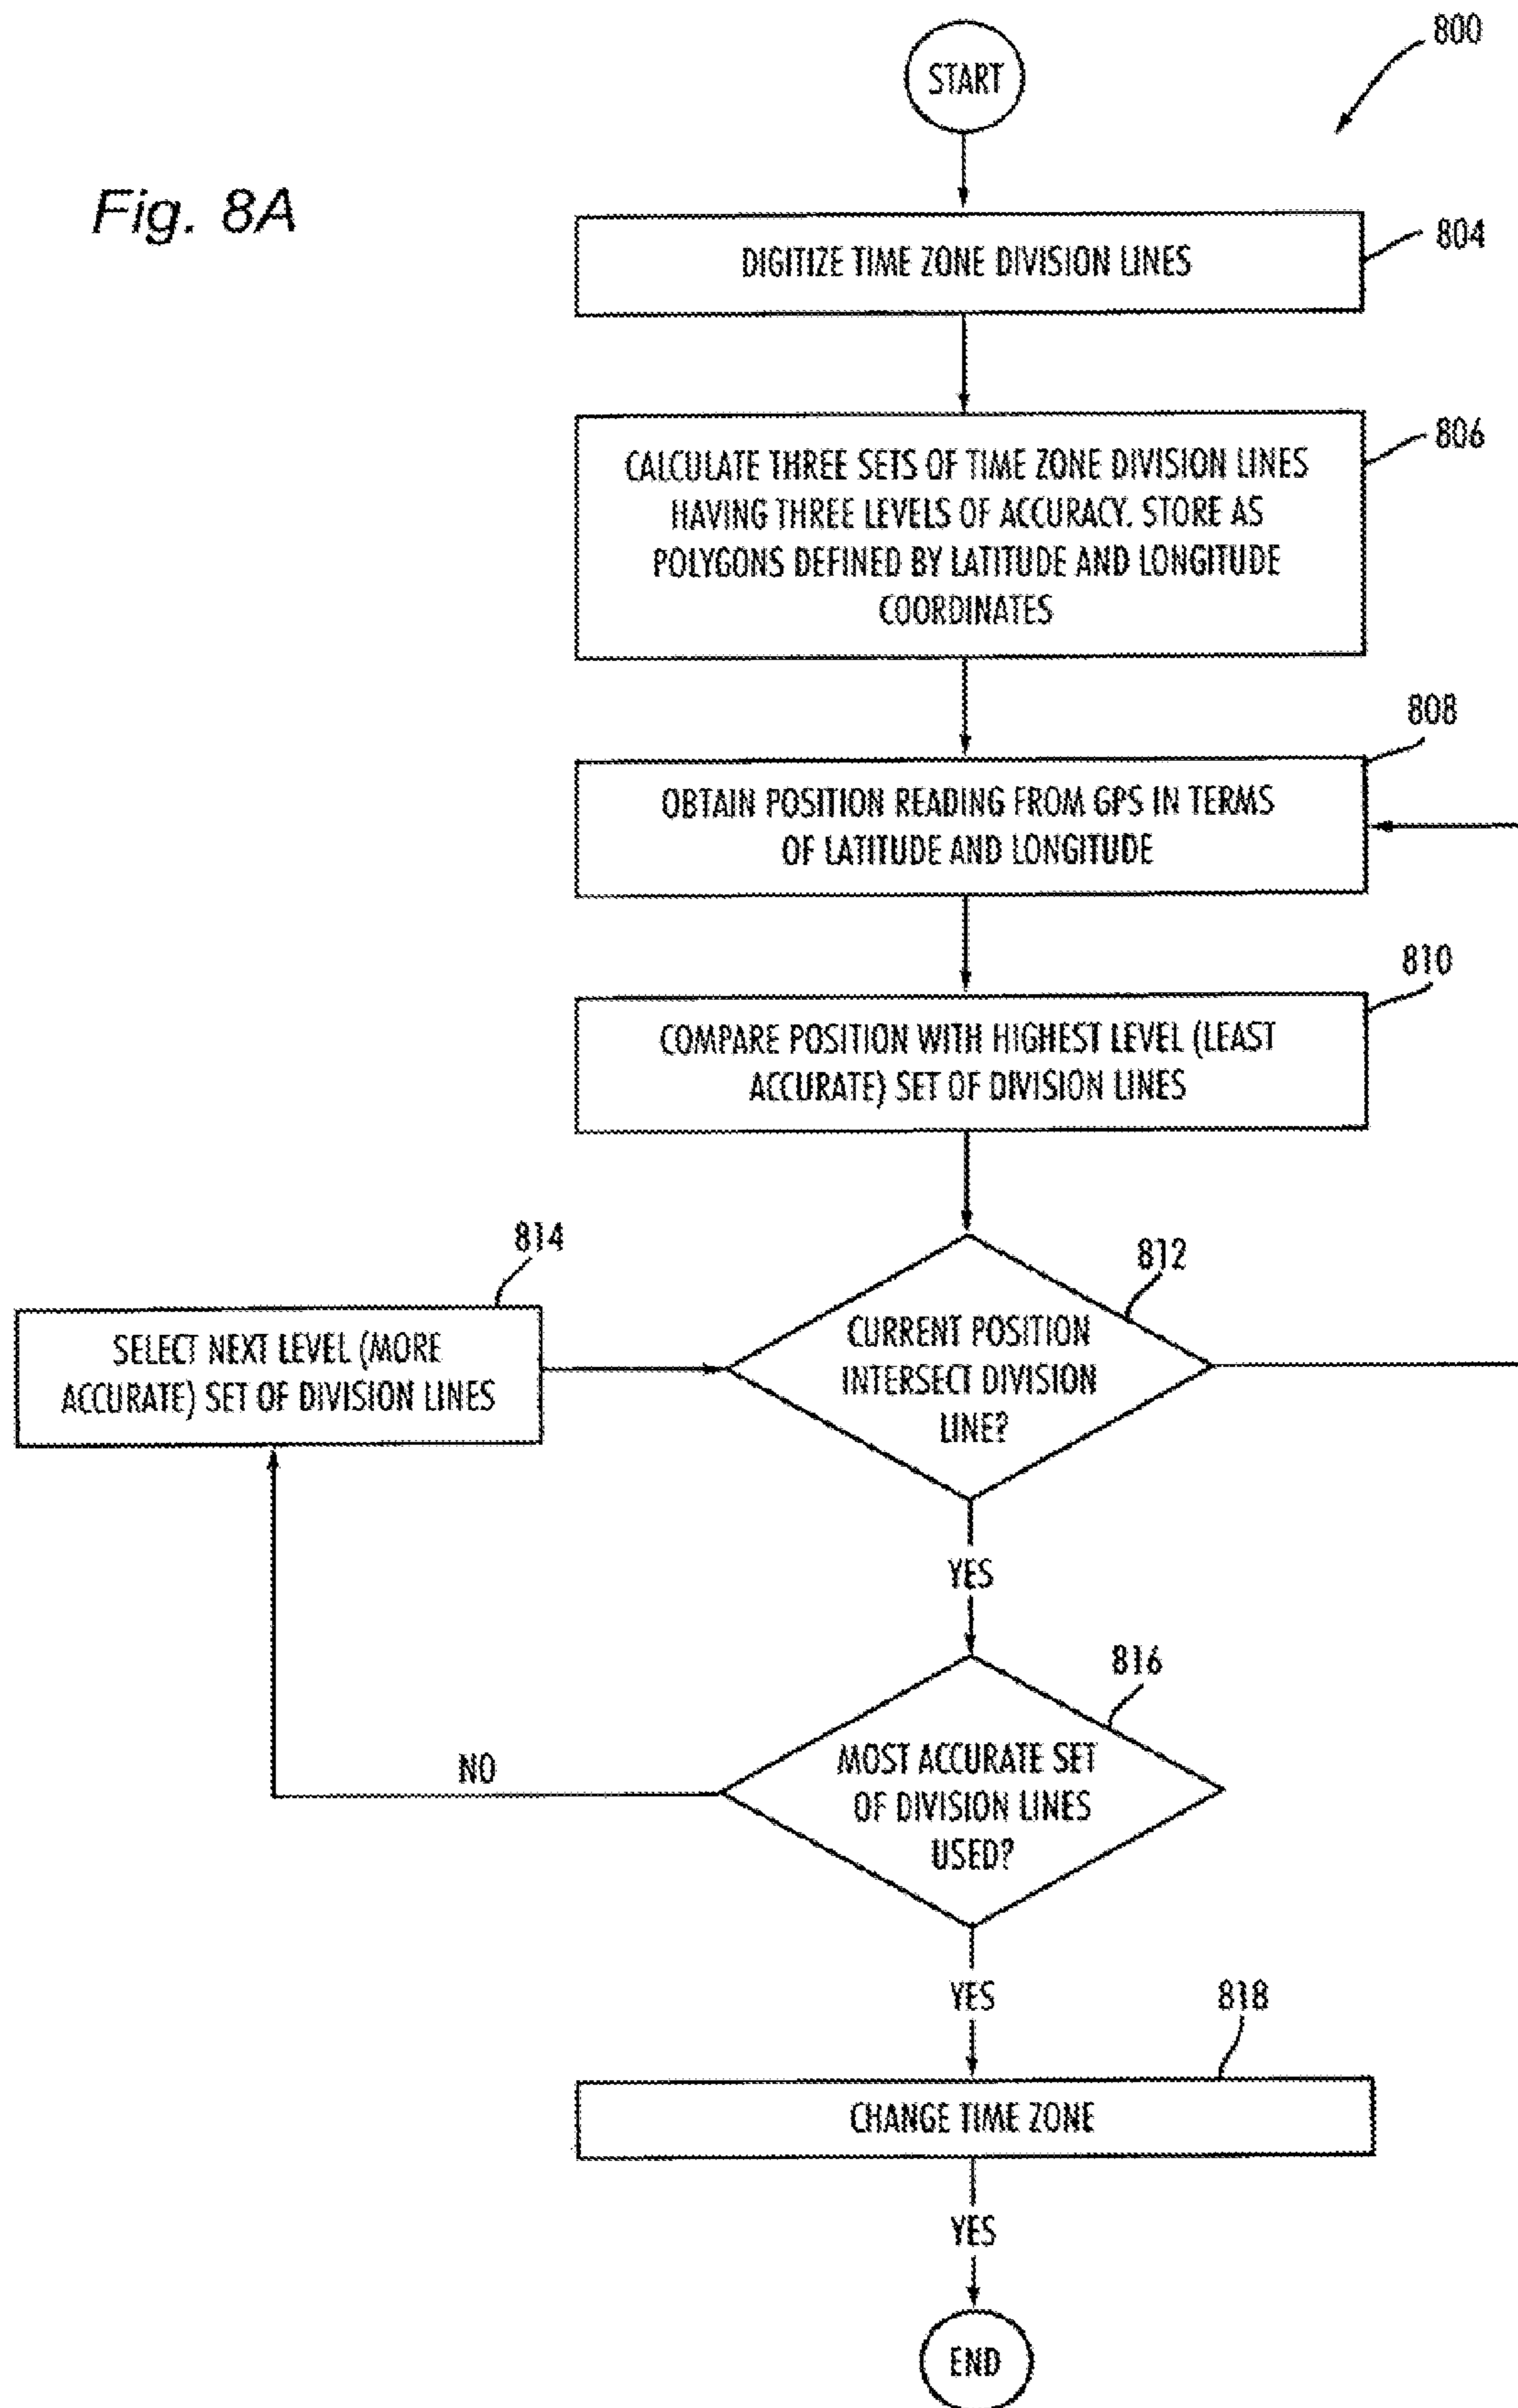 800
START
Fig. 8A
804
DIGITIZE TIME ZONE DIVISION LINES
806
CALCULATE THREE SETS OF TIME ZONE DIVISION LINES
HAVING THREE LEVELS OF ACCURACY. STORE AS
POLYGONS DEFINED BY LATITUDE AND LONGITUDE
COORDINATES
808
OBTAIN POSITION READING FROM GPS IN TERMS
OF LATITUDE AND LONGITUDE
810
COMPARE POSITION WITH HIGHEST LEVEL (LEAST
ACCURATE) SET OF DIVISION LINES
814
812
SELECT NEXT LEVEL (MORE
ACCURATE) SET OF DIVISION LINES
CURRENT POSITION
INTERSECT DIVISION
LINE?
YES
816
NO
MOST ACCURATE SET
OF DIVISION LINES
USED?
YES
818
CHANGE TIME ZONE
YES
END